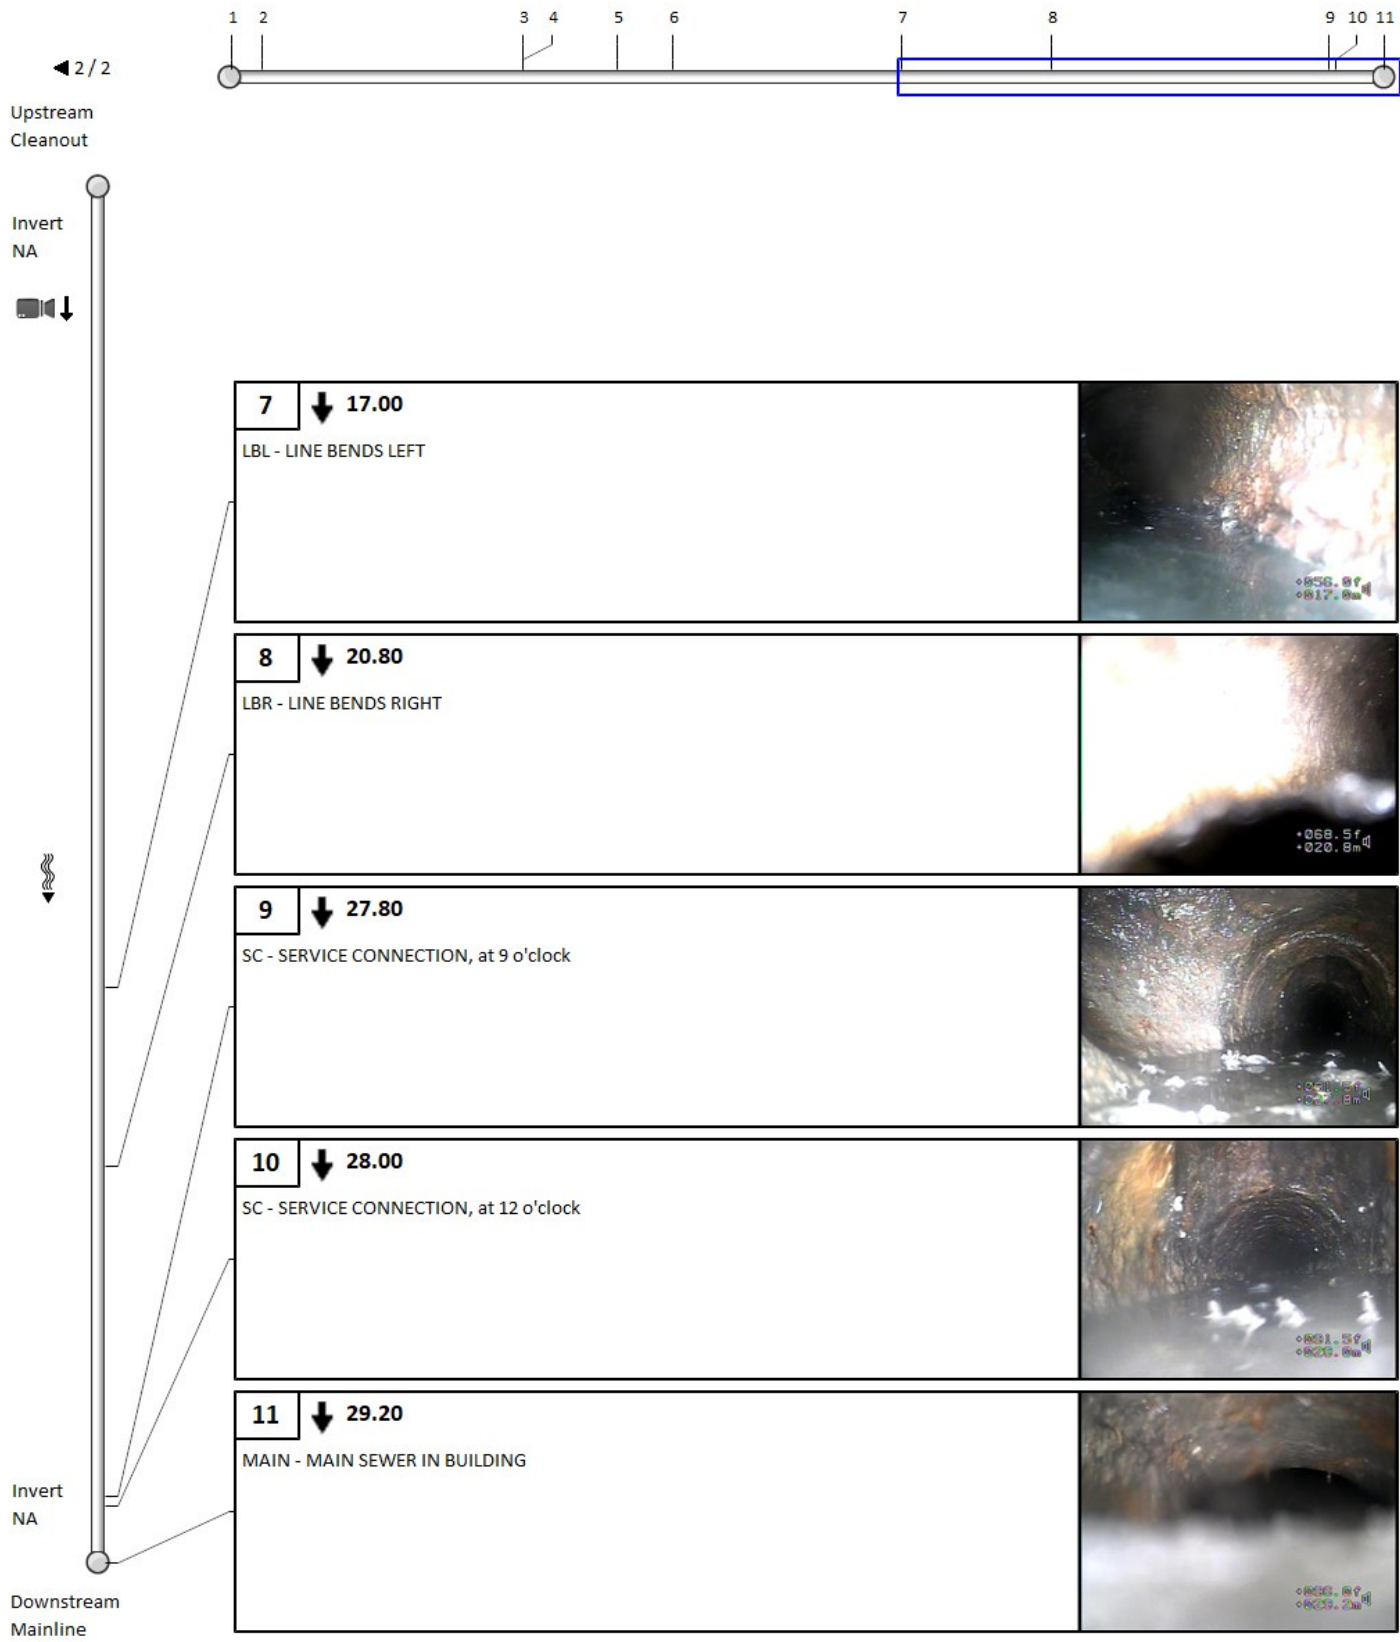 1 2 3 4 5 6 7 8 9 10 11
2 / 2
Upstream
Cleanout
Invert
NA
7 17.00
LBL - LINE BENDS LEFT
+056.0f
+017.0m
8 20.80
LBR - LINE BENDS RIGHT
+068.5f
+020.8m
9 27.80
SC - SERVICE CONNECTION, at 9 o'clock
10 28.00
SC - SERVICE CONNECTION, at 12 o'clock
11 29.20
MAIN - MAIN SEWER IN BUILDING
Invert
NA
Downstream
Mainline